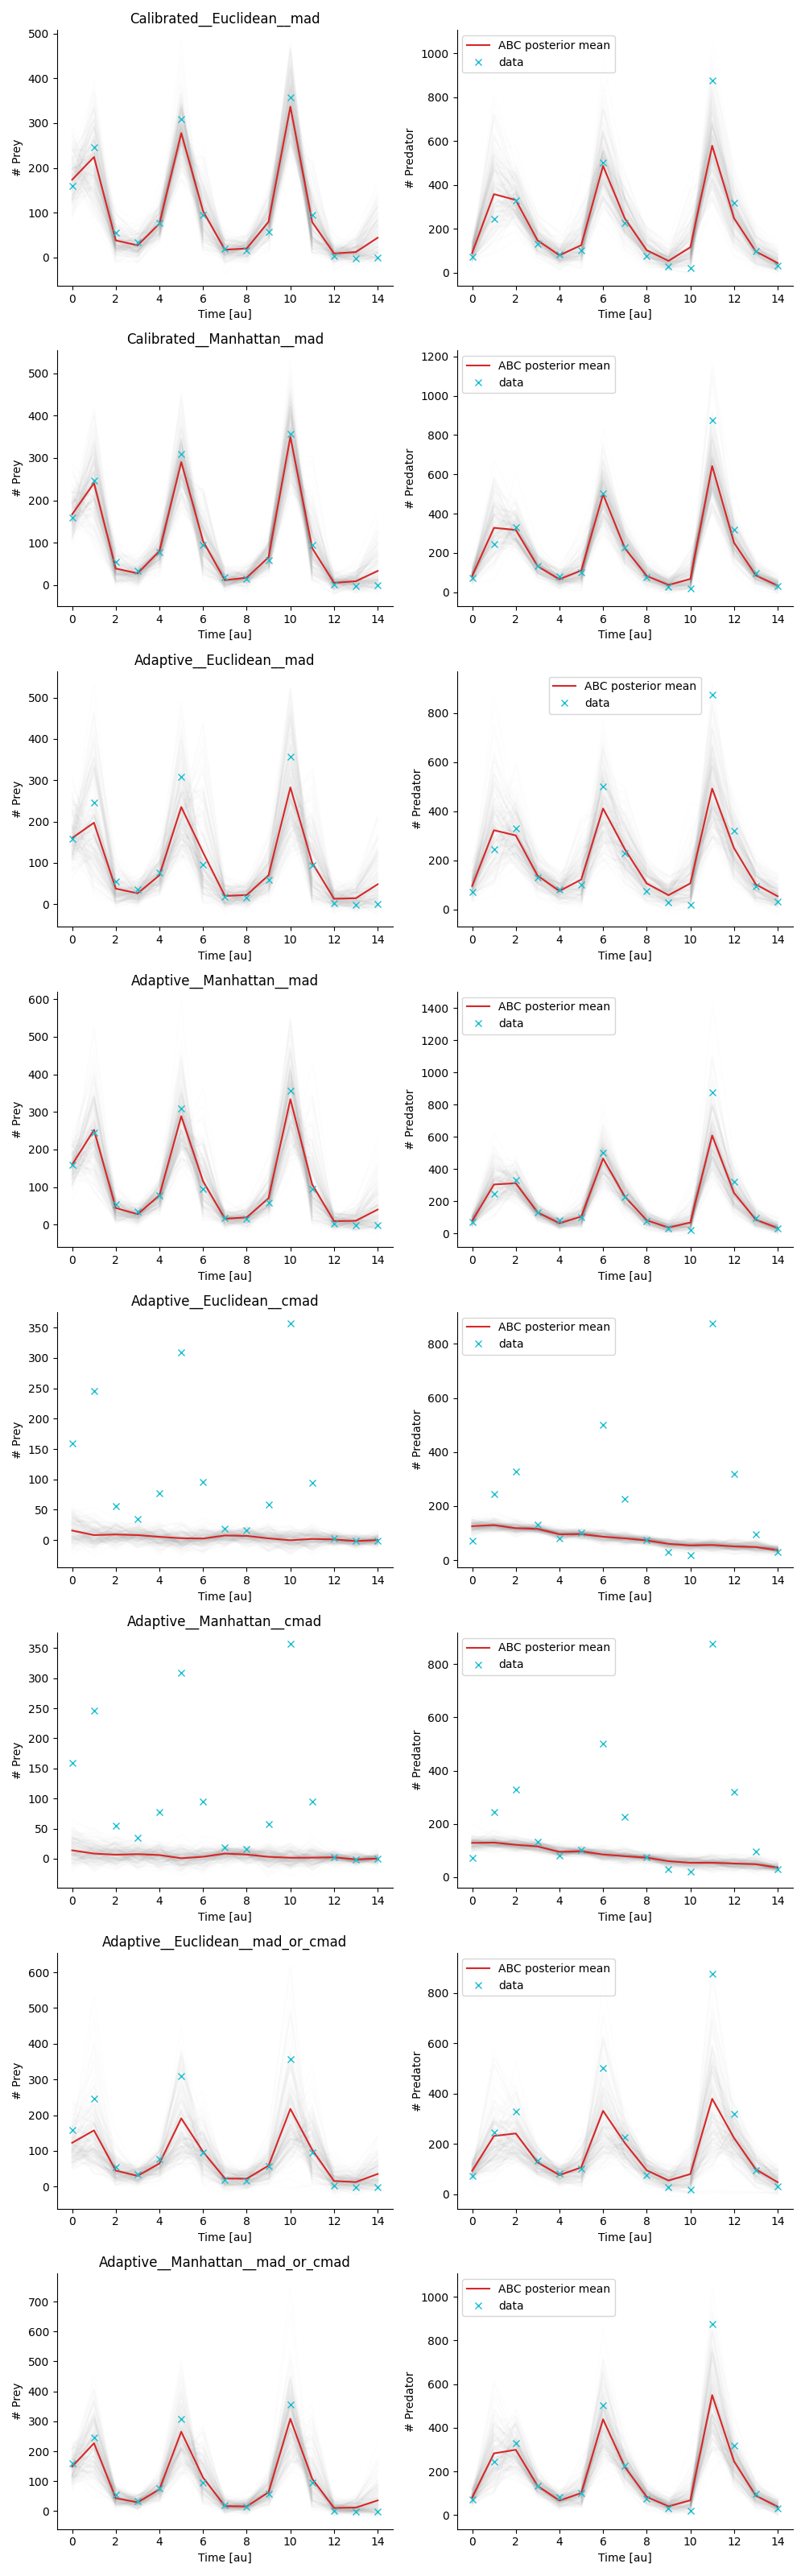 Calibrated__Euclidean__mad
500
400
300
200
100
0
# Prey
0 2 4 6 8 10 12 14
Time [au]
1000
800
600
400
200
0
# Predator
ABC posterior mean
data
0 2 4 6 8 10 12 14
Time [au]
Calibrated__Manhattan__mad
500
400
300
200
100
0
# Prey
0 2 4 6 8 10 12 14
Time [au]
1200
1000
800
600
400
200
0
# Predator
ABC posterior mean
data
0 2 4 6 8 10 12 14
Time [au]
Adaptive__Euclidean__mad
500
400
300
200
100
0
# Prey
0 2 4 6 8 10 12 14
Time [au]
800
600
400
200
0
# Predator
ABC posterior mean
data
0 2 4 6 8 10 12 14
Time [au]
Adaptive__Manhattan__mad
600
500
400
300
200
100
0
# Prey
0 2 4 6 8 10 12 14
Time [au]
1400
1200
1000
800
600
400
200
0
# Predator
ABC posterior mean
data
0 2 4 6 8 10 12 14
Time [au]
Adaptive__Euclidean__cmad
350
300
250
200
150
100
50
0
# Prey
0 2 4 6 8 10 12 14
Time [au]
800
600
400
200
0
# Predator
ABC posterior mean
data
0 2 4 6 8 10 12 14
Time [au]
Adaptive__Manhattan__cmad
350
300
250
200
150
100
50
0
# Prey
0 2 4 6 8 10 12 14
Time [au]
800
600
400
200
0
# Predator
ABC posterior mean
data
0 2 4 6 8 10 12 14
Time [au]
Adaptive__Euclidean__mad_or_cmad
600
500
400
300
200
100
0
# Prey
0 2 4 6 8 10 12 14
Time [au]
800
600
400
200
0
# Predator
ABC posterior mean
data
0 2 4 6 8 10 12 14
Time [au]
Adaptive__Manhattan__mad_or_cmad
700
600
500
400
300
200
100
0
# Prey
0 2 4 6 8 10 12 14
Time [au]
1000
800
600
400
200
0
# Predator
ABC posterior mean
data
0 2 4 6 8 10 12 14
Time [au]